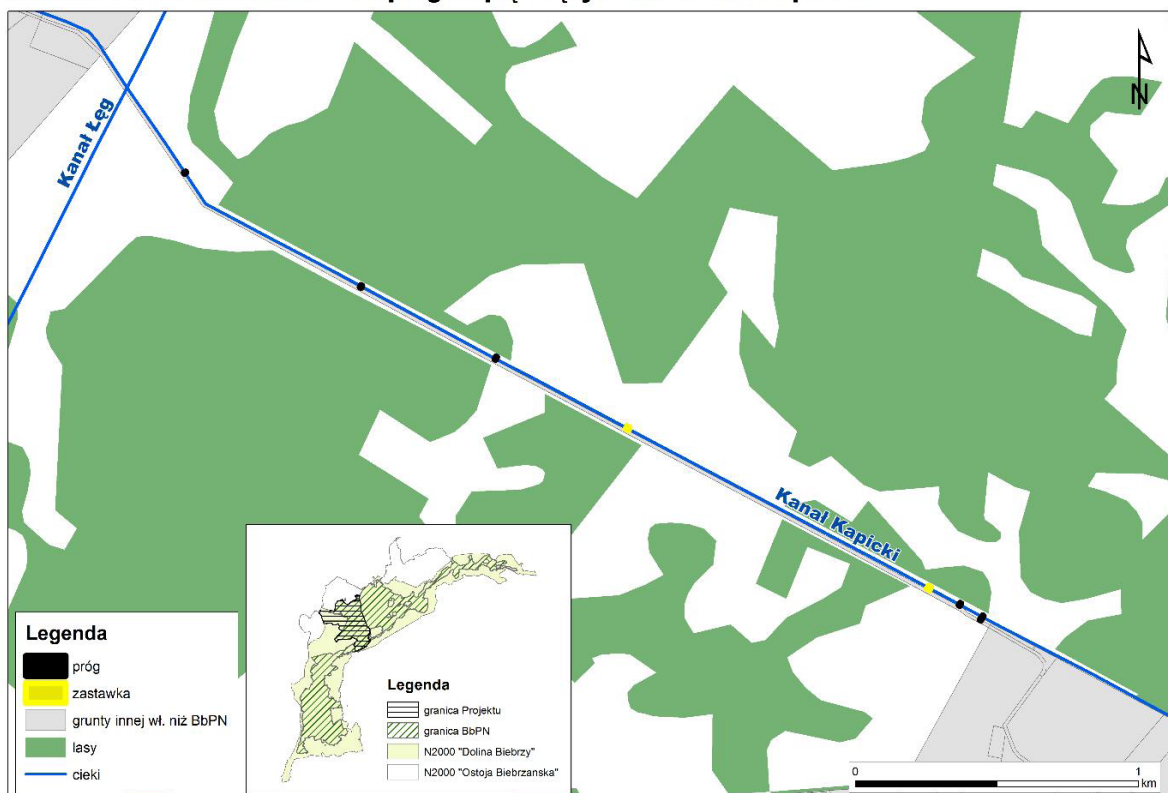 N
Kanał Łęg
Kanał Kapicki
Legenda
próg
zastawka
grunty innej wł. niż BbPN
lasy
cieki
Legenda
granica Projektu
granica BbPN
N2000 "Dolina Biebrzy"
N2000 "Ostoja Biebrzanska"
0 1
km